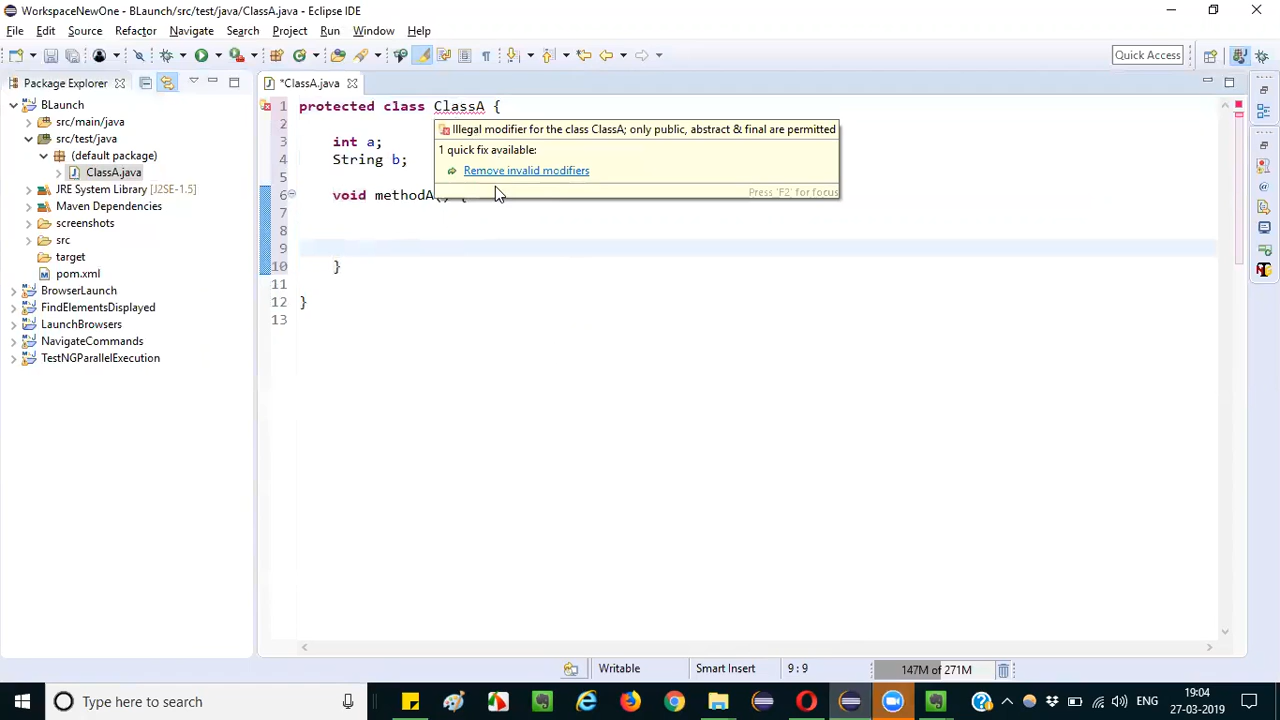 WorkspaceNewOne - BLaunch/src/test/java/ClassA.java - Eclipse IDE
File Edit Source Refactor Navigate Search Project Run Window Help
Quick Access
Package Explorer
*ClassA.java
BLaunch
src/main/java
src/test/java
(default package)
ClassA.java
JRE System Library [J2SE-1.5]
Maven Dependencies
screenshots
src
target
pom.xml
BrowserLaunch
FindElementsDisplayed
LaunchBrowsers
NavigateCommands
TestNGParallelExecution
1 protected class ClassA {
2
3 int a;
4 String b;
5
6 void methodA() {
7
8
9
10 }
11
12 }
13
Illegal modifier for the class ClassA; only public, abstract & final are permitted
1 quick fix available:
Remove invalid modifiers
Press 'F2' for focus
Writable
Smart Insert
9 : 9
147M of 271M
Type here to search
ENG
19:04
27-03-2019